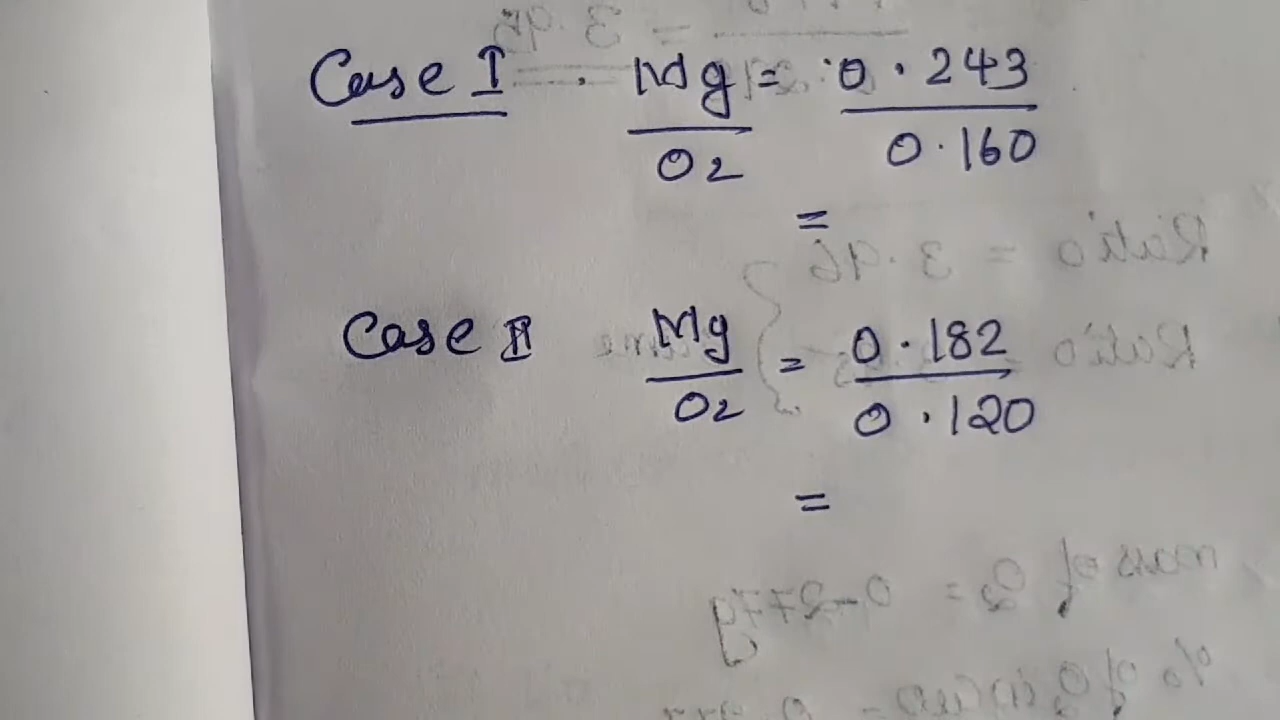 Case I . Mg/O2 = 0.243/0.160
=
Case II Mg/O2 = 0.182/0.120
=